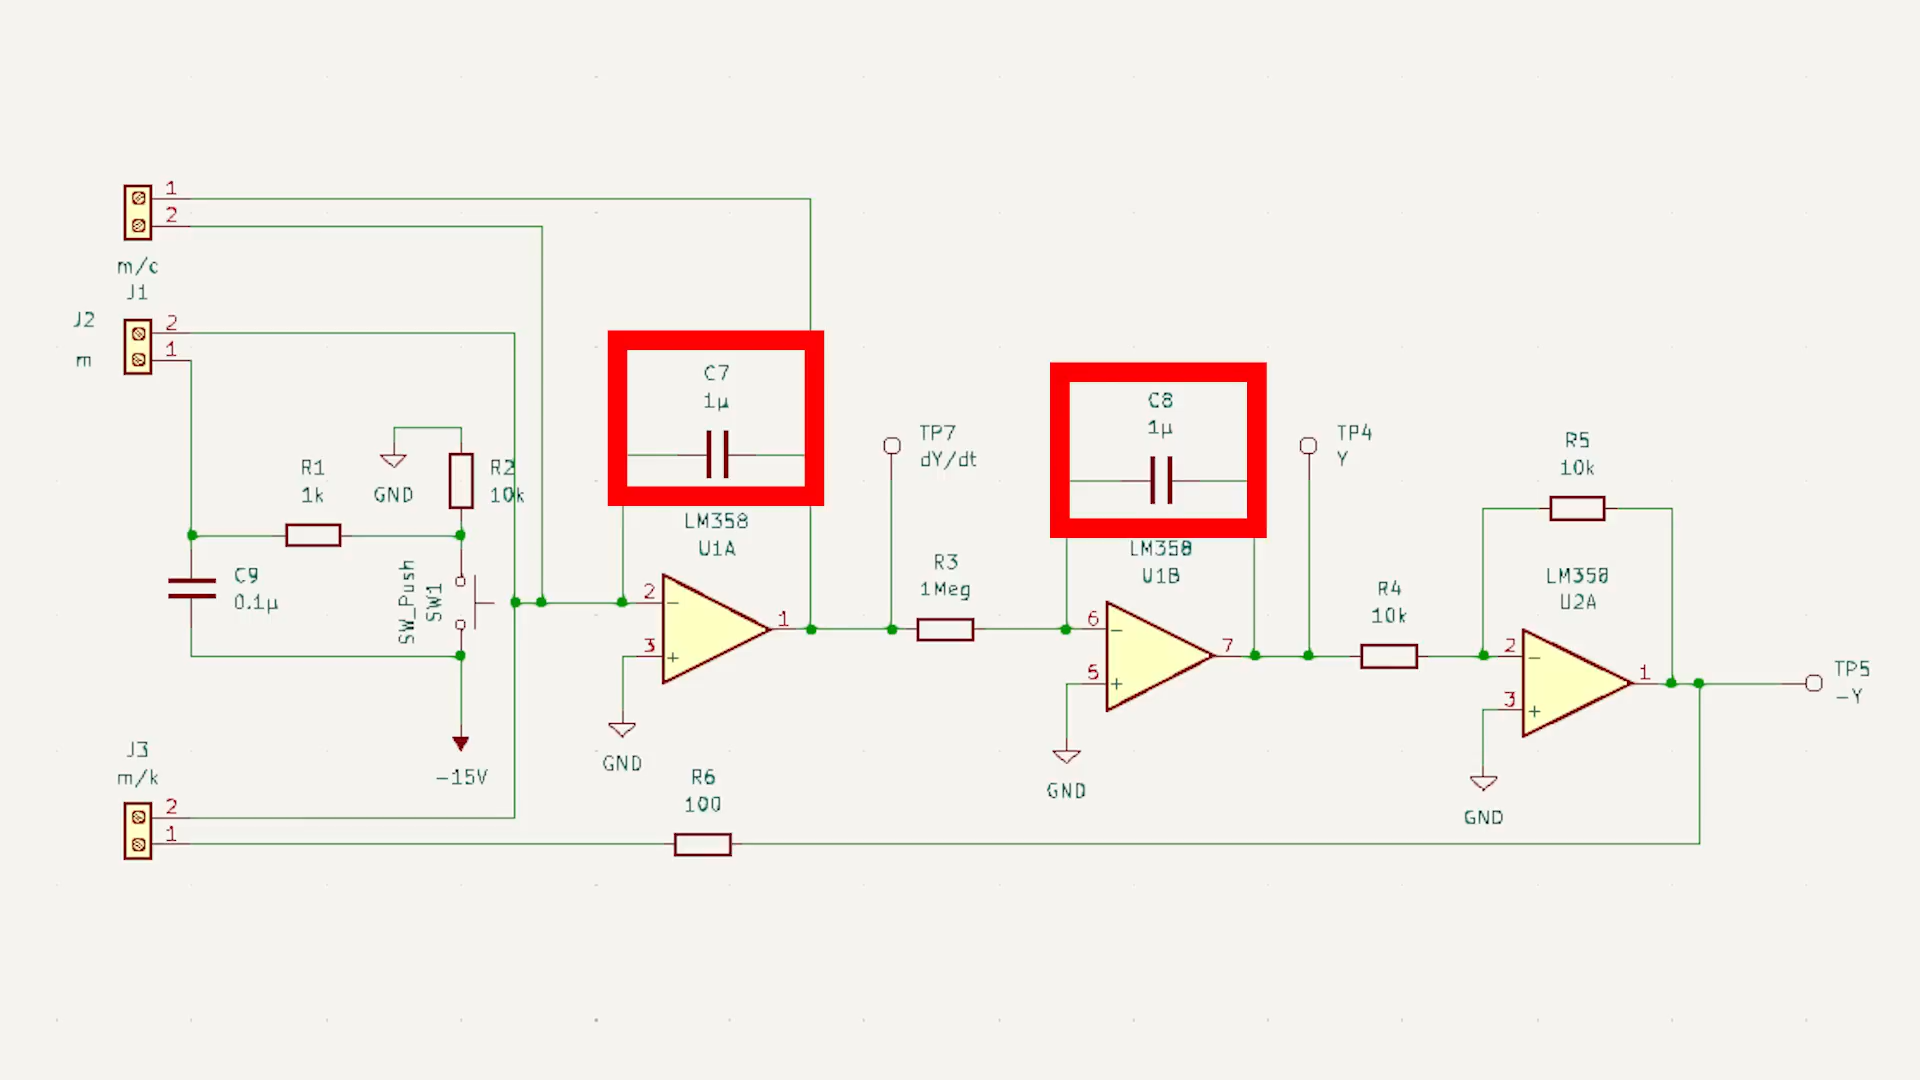 1
2
m/c
J1
J2
2
1
m
C7
1µ
C8
1µ
TP7
dY/dt
TP4
Y
R5
10k
R1
1k
GND
R2
10k
LM358
U1A
LM358
U1B
R3
1Meg
LM358
U2A
R4
10k
C9
0.1µ
SW_Push
SW1
2
−
3
+
1
6
−
5
+
7
2
−
3
+
1
TP5
−Y
GND
GND
GND
−15V
J3
m/k
2
1
R6
100